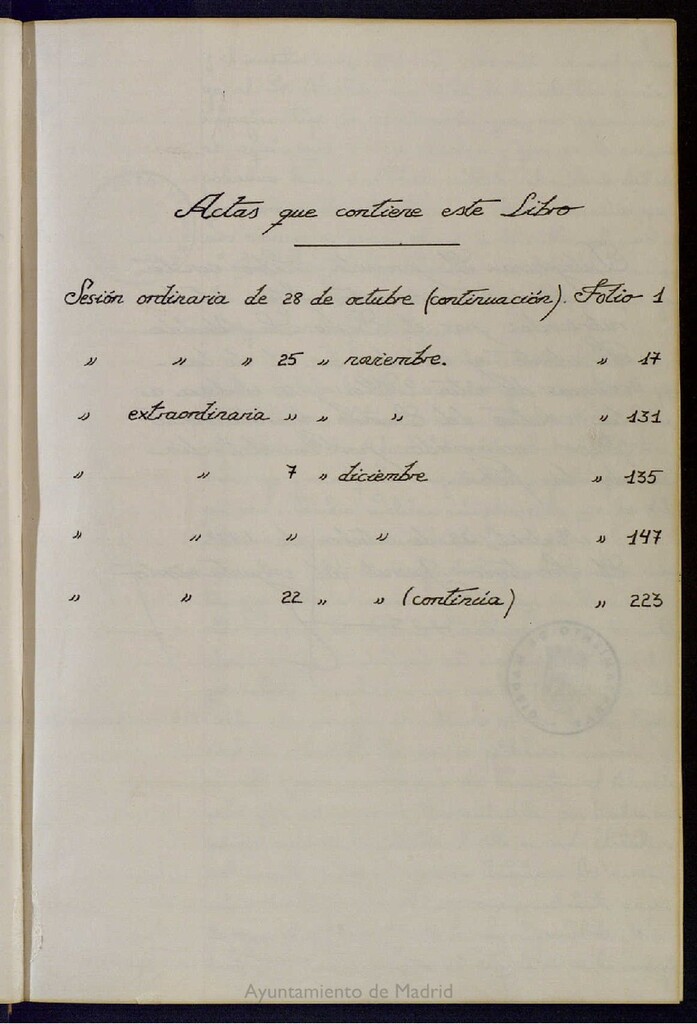 Actas que contiene este Libro
Sesión ordinaria de 28 de octubre (continuación). Folio 1
" " " 25 " noviembre. " 17
" extraordinaria " " " " 131
" " 7 " diciembre " 135
" " " " " 147
" " 22 " " (continúa) " 223
Ayuntamiento de Madrid